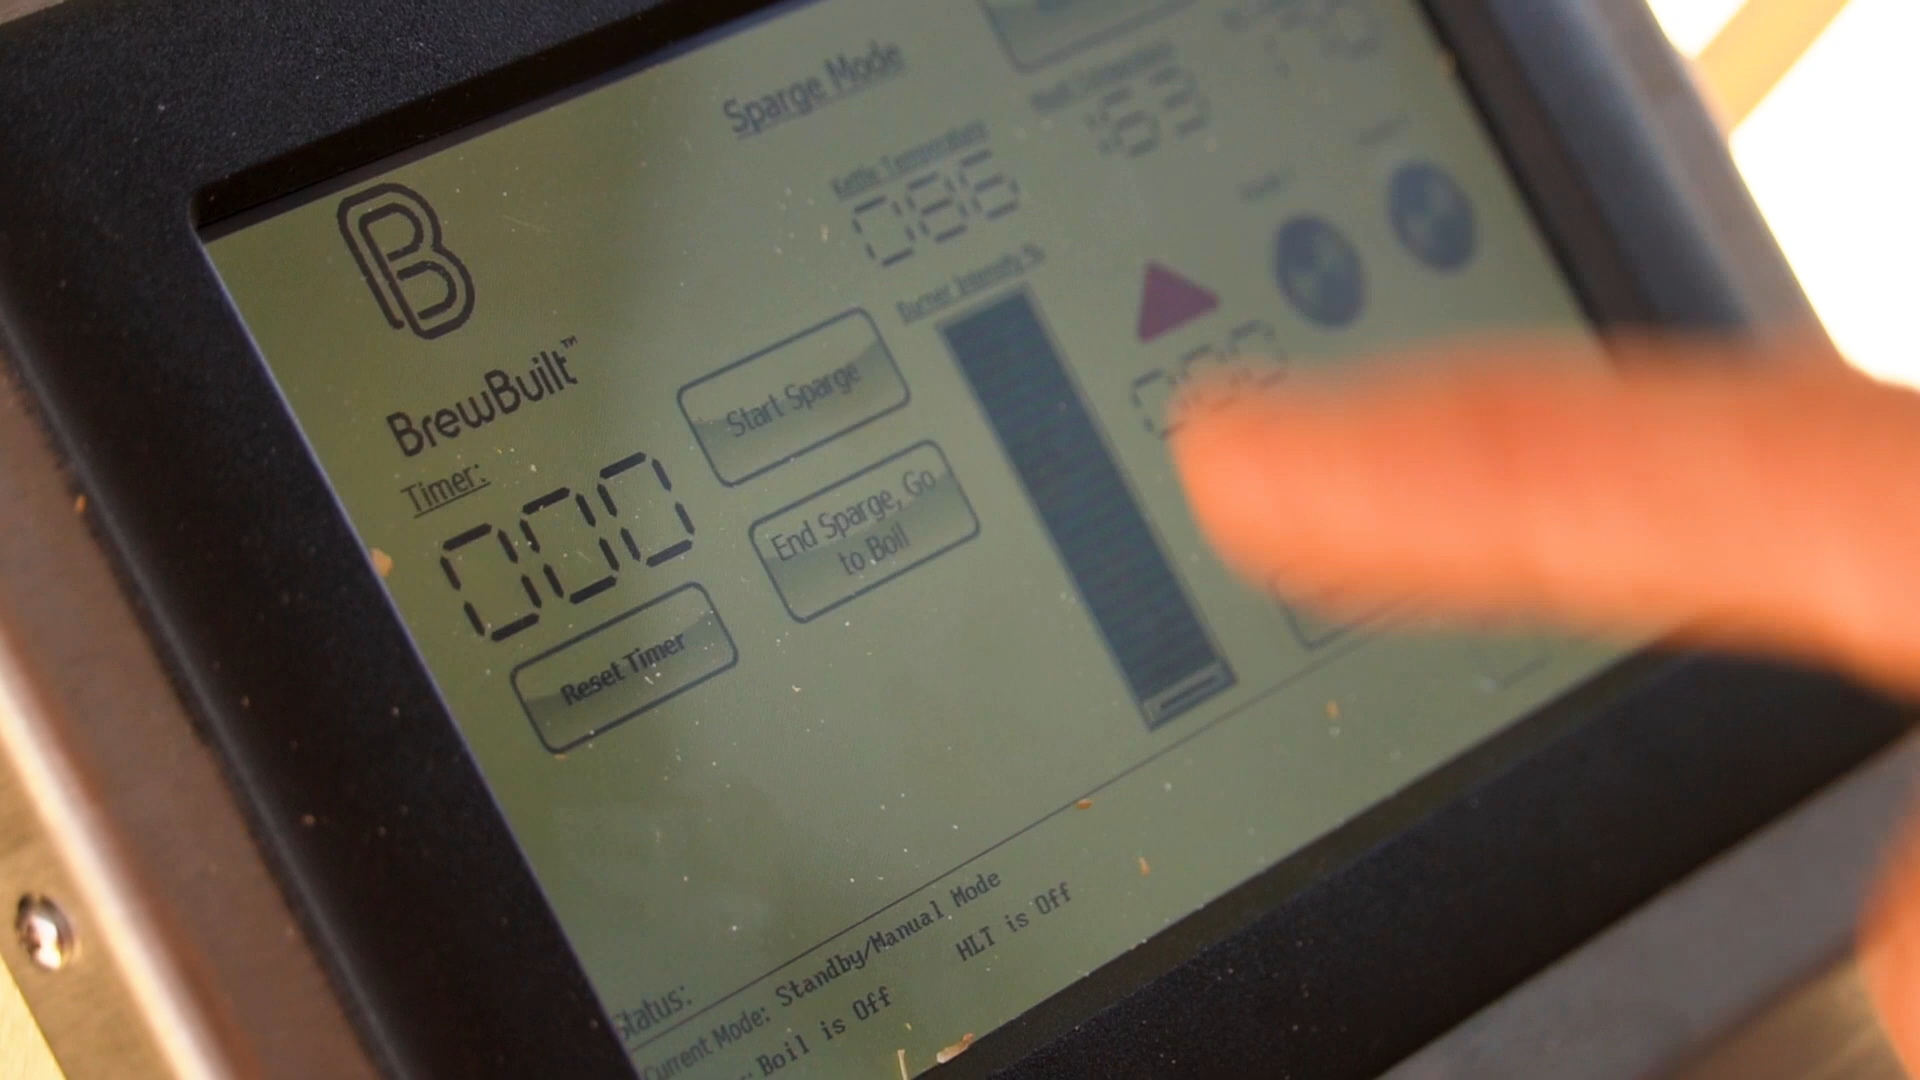 Sparge Mode
BrewBuilt™
Timer:
000
Reset Timer
Start Sparge
End Sparge, Go
to Boil
Kettle Temperature
086
Burner Intensity %
Status:
Current Mode: Standby/Manual Mode
Boil is Off
HLT is Off